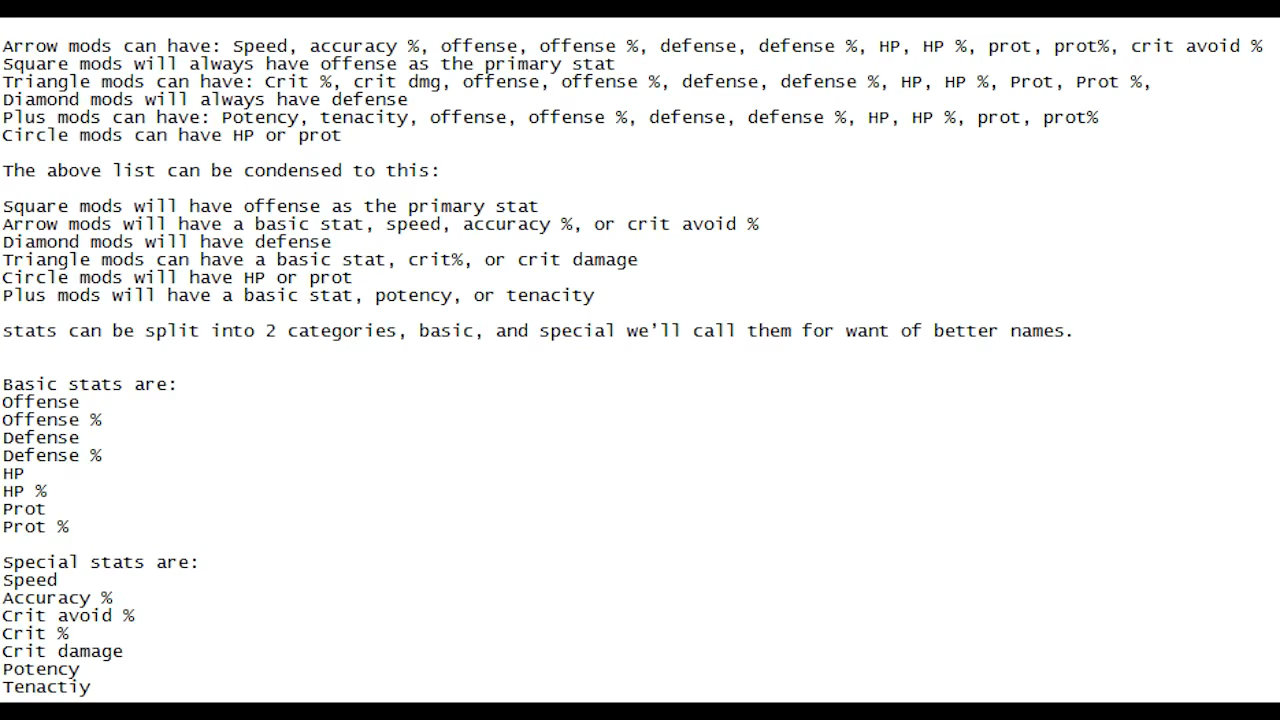 Arrow mods can have: Speed, accuracy %, offense, offense %, defense, defense %, HP, HP %, prot, prot%, crit avoid %
Square mods will always have offense as the primary stat
Triangle mods can have: Crit %, crit dmg, offense, offense %, defense, defense %, HP, HP %, Prot, Prot %,
Diamond mods will always have defense
Plus mods can have: Potency, tenacity, offense, offense %, defense, defense %, HP, HP %, prot, prot%
Circle mods can have HP or prot
The above list can be condensed to this:
Square mods will have offense as the primary stat
Arrow mods will have a basic stat, speed, accuracy %, or crit avoid %
Diamond mods will have defense
Triangle mods can have a basic stat, crit%, or crit damage
Circle mods will have HP or prot
Plus mods will have a basic stat, potency, or tenacity
stats can be split into 2 categories, basic, and special we’ll call them for want of better names.
Basic stats are:
Offense
Offense %
Defense
Defense %
HP
HP %
Prot
Prot %
Special stats are:
Speed
Accuracy %
Crit avoid %
Crit %
Crit damage
Potency
Tenactiy